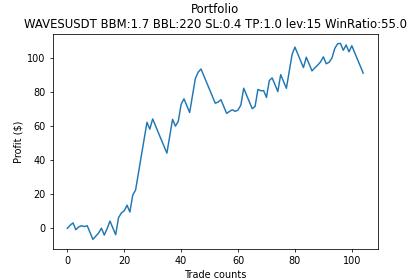 Portfolio
WAVESUSDT BBM:1.7 BBL:220 SL:0.4 TP:1.0 lev:15 WinRatio:55.0
100
80
60
40
20
0
Profit ($)
0 20 40 60 80 100
Trade counts